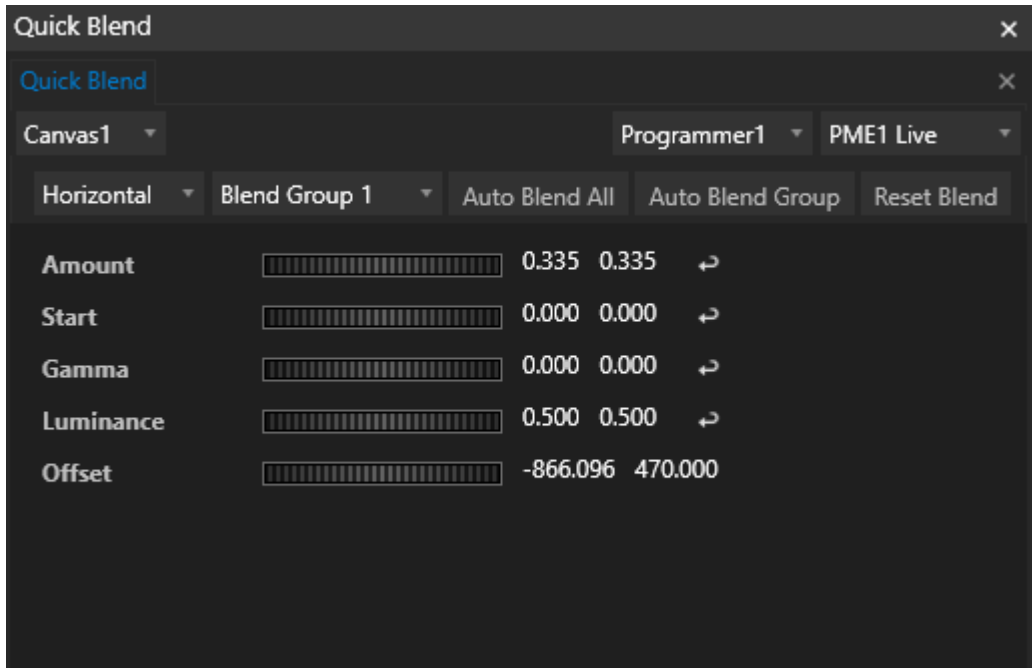 Quick Blend
Quick Blend
Canvas1 Programmer1 PME1 Live
Horizontal Blend Group 1 Auto Blend All Auto Blend Group Reset Blend
Amount 0.335 0.335
Start 0.000 0.000
Gamma 0.000 0.000
Luminance 0.500 0.500
Offset -866.096 470.000